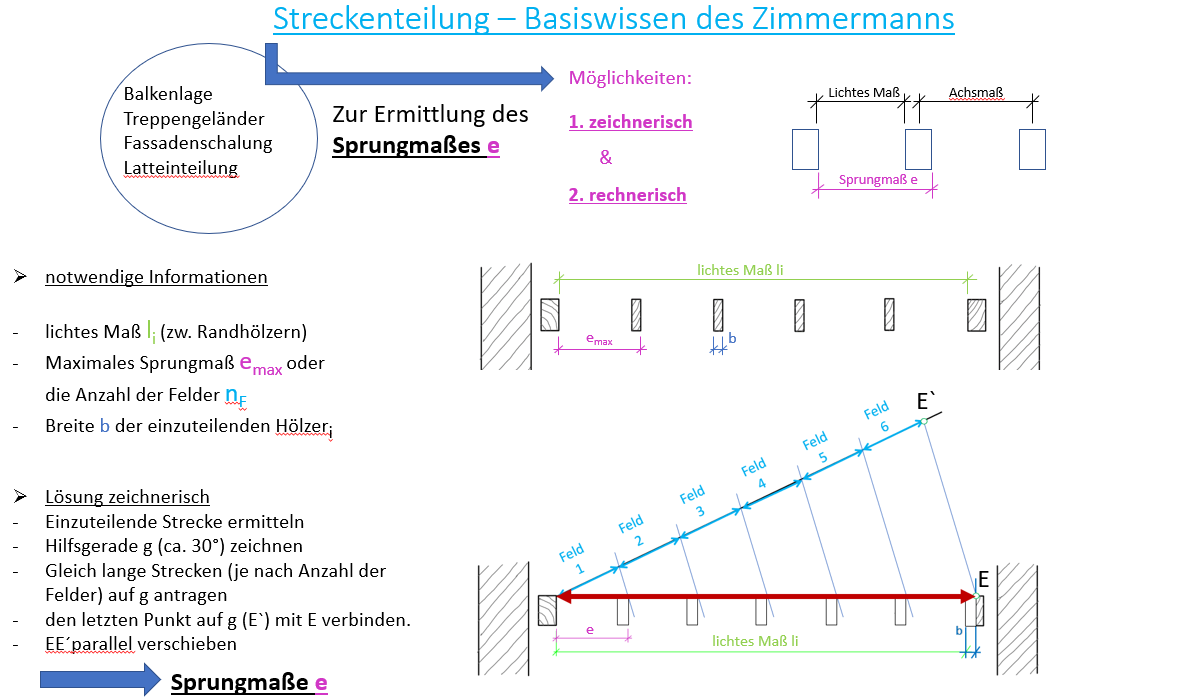 Streckenteilung – Basiswissen des Zimmermanns
Balkenlage
Treppengeländer
Fassadenschalung
Latteinteilung
Zur Ermittlung des
Sprungmaßes e
Möglichkeiten:
1. zeichnerisch
&
2. rechnerisch
Lichtes Maß
Achsmaß
Sprungmaß e
➢ notwendige Informationen
- lichtes Maß li (zw. Randhölzern)
- Maximales Sprungmaß emax oder
die Anzahl der Felder nF
- Breite b der einzuteilenden Hölzer i
lichtes Maß li
emax
b
➢ Lösung zeichnerisch
- Einzuteilende Strecke ermitteln
- Hilfsgerade g (ca. 30°) zeichnen
- Gleich lange Strecken (je nach Anzahl der
Felder) auf g antragen
- den letzten Punkt auf g (E`) mit E verbinden.
- EE´parallel verschieben
Sprungmaße e
Feld
1
Feld
2
Feld
3
Feld
4
Feld
5
Feld
6
E`
E
e
lichtes Maß li
b